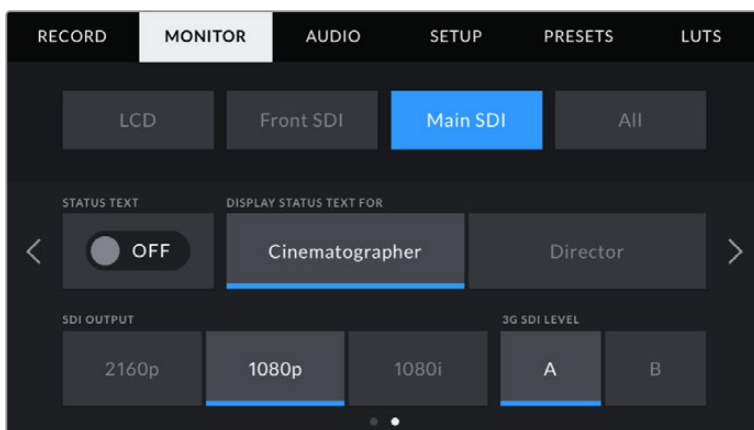 RECORD MONITOR AUDIO SETUP PRESETS LUTS
LCD Front SDI Main SDI All
STATUS TEXT DISPLAY STATUS TEXT FOR
OFF Cinematographer Director
SDI OUTPUT 3G SDI LEVEL
2160p 1080p 1080i A B